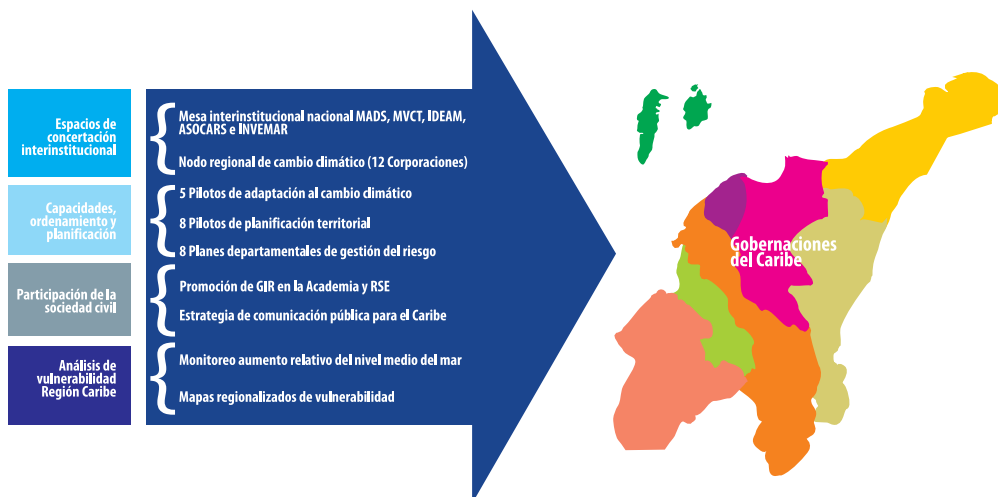 Espacios de
concertación
interinstitucional
Mesa interinstitucional nacional MADS, MVCT, IDEAM,
ASOCARS e INVEMAR
Nodo regional de cambio climático (12 Corporaciones)
Capacidades,
ordenamiento y
planificación
5 Pilotos de adaptación al cambio climático
8 Pilotos de planificación territorial
8 Planes departamentales de gestión del riesgo
Participación de la
sociedad civil
Promoción de GIR en la Academia y RSE
Estrategia de comunicación pública para el Caribe
Análisis de
vulnerabilidad
Región Caribe
Monitoreo aumento relativo del nivel medio del mar
Mapas regionalizados de vulnerabilidad
Gobernaciones
del Caribe